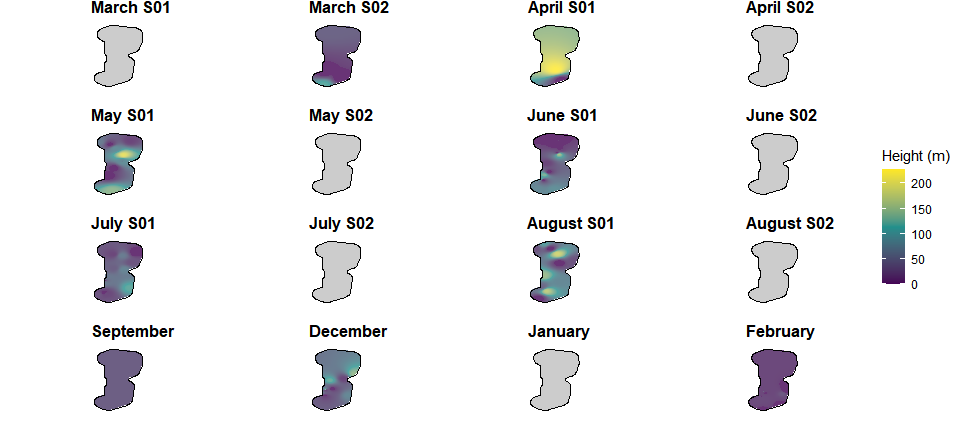 March S01
March S02
April S01
April S02
May S01
May S02
June S01
June S02
Height (m)
200
150
100
50
0
July S01
July S02
August S01
August S02
September
December
January
February